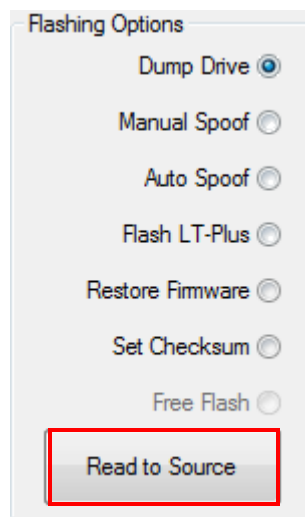 Flashing Options
Dump Drive
Manual Spoof
Auto Spoof
Flash LT-Plus
Restore Firmware
Set Checksum
Free Flash
Read to Source